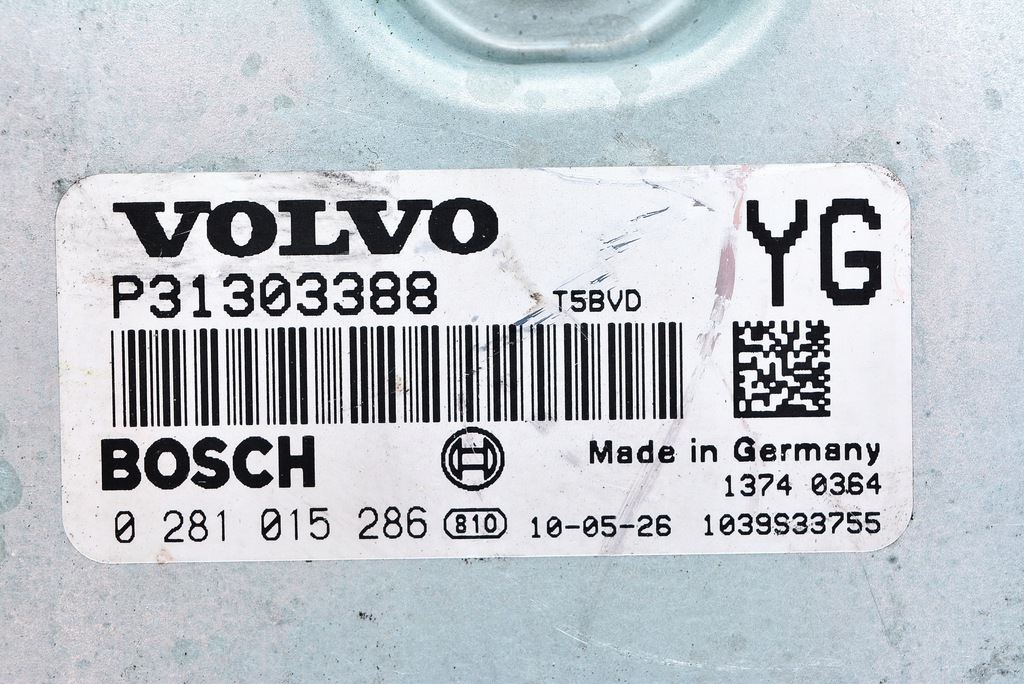 VOLVO YG
P31303388 T5BVD
BOSCH Made in Germany
1374 0364
0 281 015 286 810 10-05-26 1039S33755